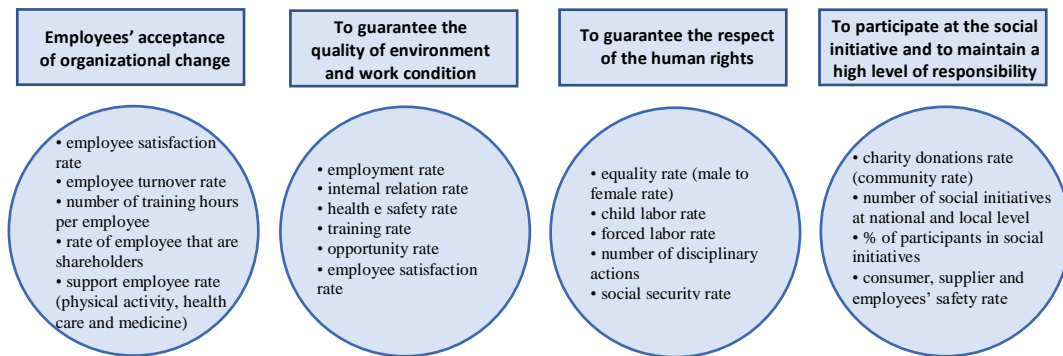 Employees' acceptance
of organizational change
To guarantee the
quality of environment
and work condition
To guarantee the respect
of the human rights
To participate at the social
initiative and to maintain a
high level of responsibility
• employee satisfaction
rate
• employee turnover rate
• number of training hours
per employee
• rate of employee that are
shareholders
• support employee rate
(physical activity, health
care and medicine)
• employment rate
• internal relation rate
• health e safety rate
• training rate
• opportunity rate
• employee satisfaction
rate
• equality rate (male to
female rate)
• child labor rate
• forced labor rate
• number of disciplinary
actions
• social security rate
• charity donations rate
(community rate)
• number of social initiatives
at national and local level
• % of participants in social
initiatives
• consumer, supplier and
employees' safety rate